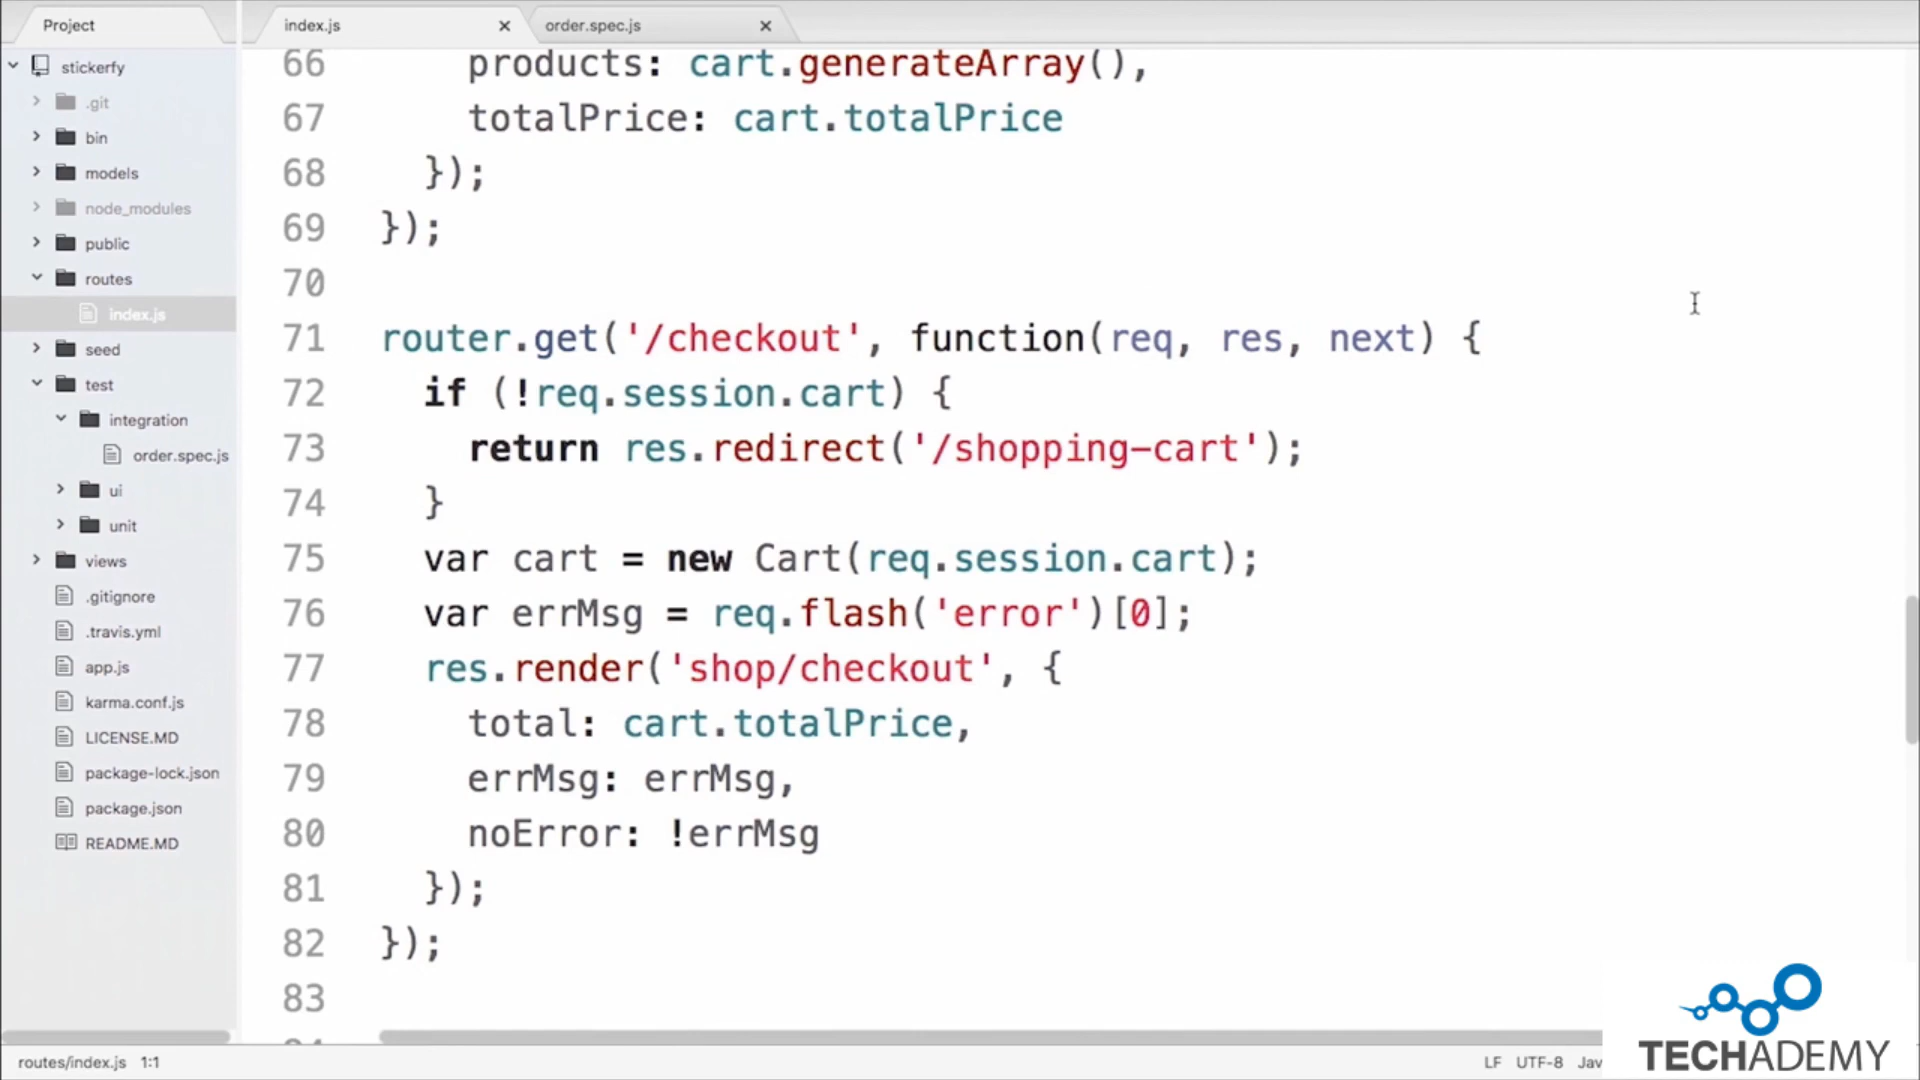 Project
index.js
order.spec.js
stickerfy
.git
bin
models
node_modules
public
routes
index.js
seed
test
integration
order.spec.js
ui
unit
views
.gitignore
.travis.yml
app.js
karma.conf.js
LICENSE.MD
package-lock.json
package.json
README.MD
66 products: cart.generateArray(),
67 totalPrice: cart.totalPrice
68 });
69 });
70
71 router.get('/checkout', function(req, res, next) {
72 if (!req.session.cart) {
73 return res.redirect('/shopping-cart');
74 }
75 var cart = new Cart(req.session.cart);
76 var errMsg = req.flash('error')[0];
77 res.render('shop/checkout', {
78 total: cart.totalPrice,
79 errMsg: errMsg,
80 noError: !errMsg
81 });
82 });
83
routes/index.js 1:1
LF UTF-8 Jav
TECHADEMY